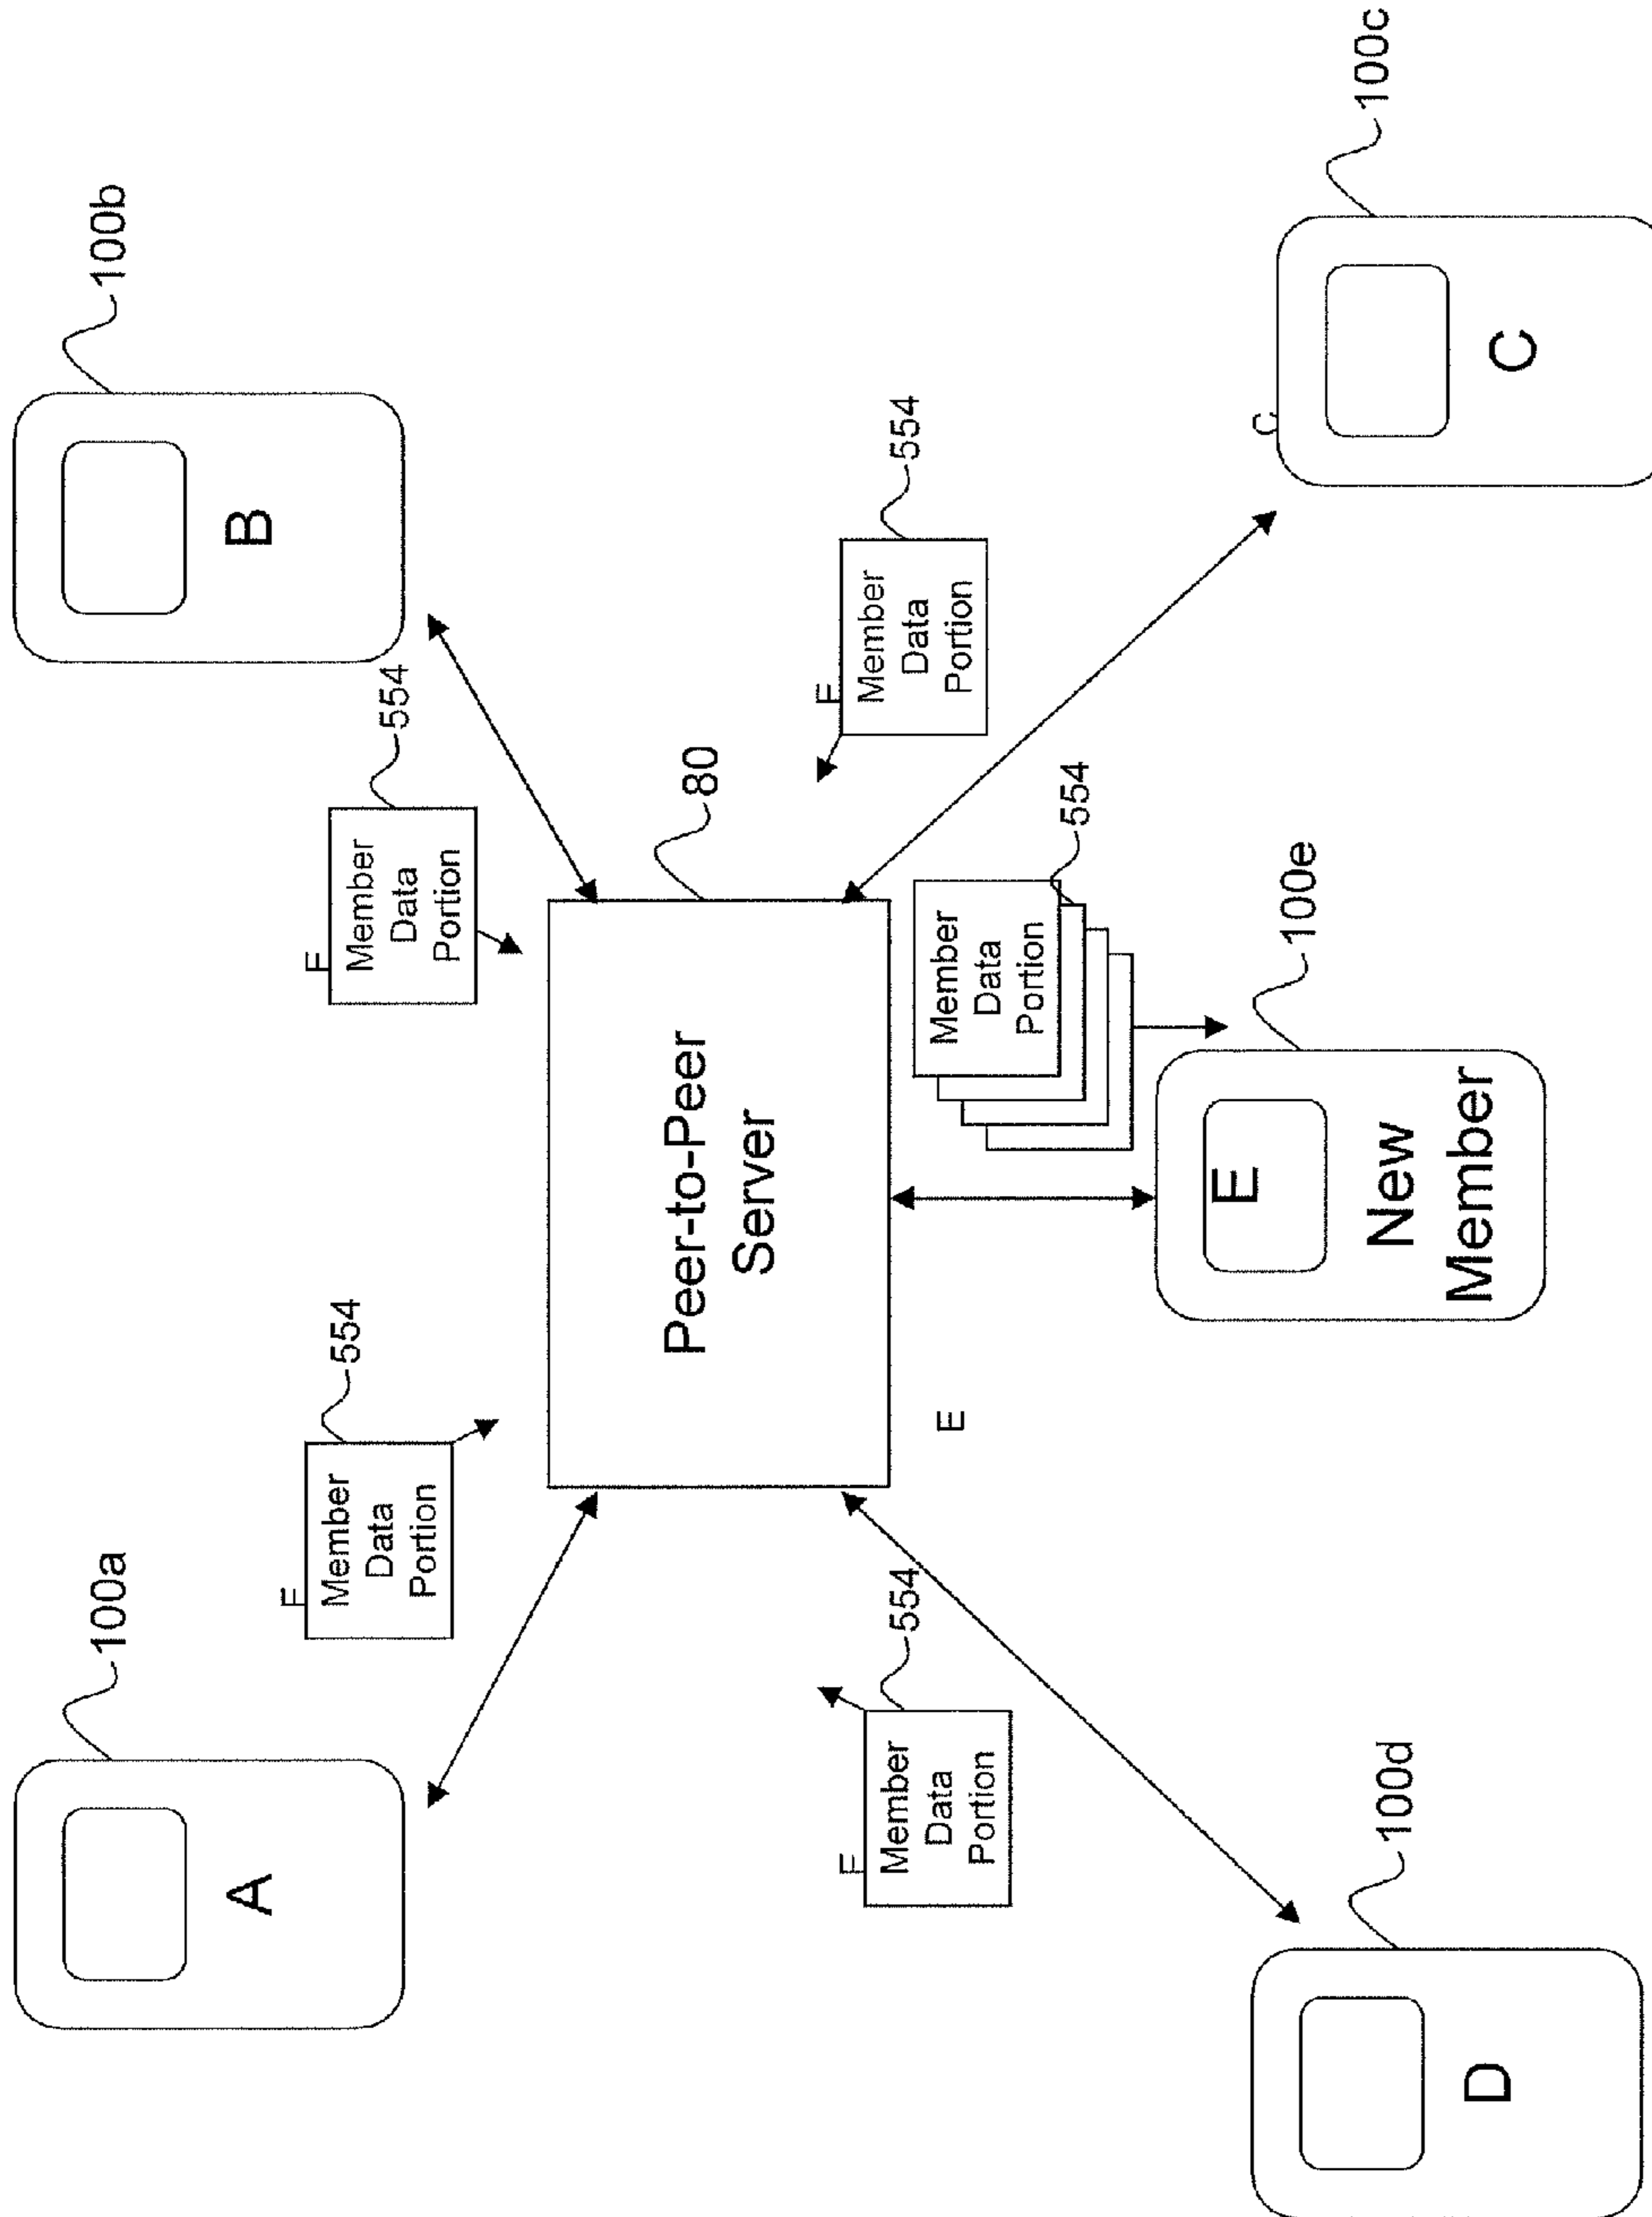 100a
100b
A
B
554
554
Member
Data
Portion
Member
Data
Portion
80
Peer-to-Peer
Server
554
554
Member
Data
Portion
Member
Data
Portion
E
Member
Data
Portion
554
100e
E
New
Member
100d
D
100c
C
C